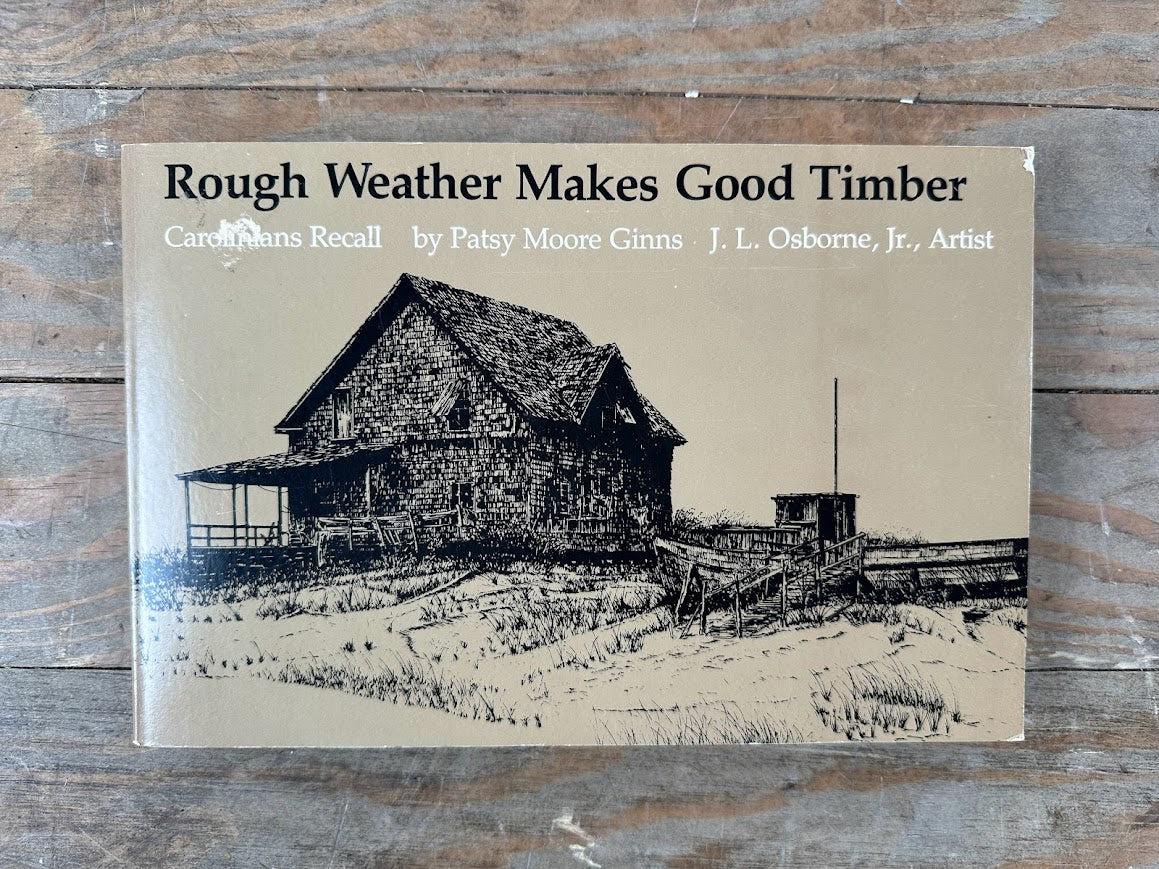 Rough Weather Makes Good Timber
Carolinians Recall by Patsy Moore Ginns · J. L. Osborne, Jr., Artist